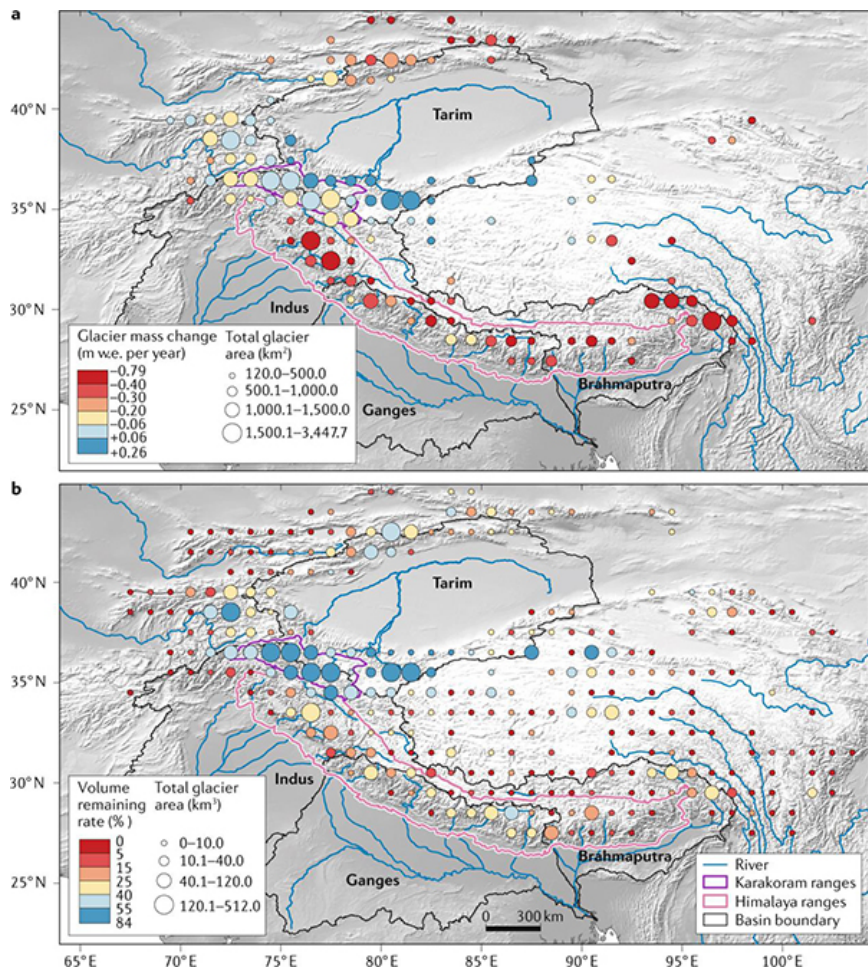 a
40°N
Tarim
35°N
30°N
Indus
Glacier mass change
(m w.e. per year)
−0.79
−0.40
−0.30
−0.20
−0.06
+0.06
+0.26
Total glacier
area (km²)
120.0–500.0
500.1–1,000.0
1,000.1–1,500.0
1,500.1–3,447.7
Brahmaputra
25°N
Ganges
b
40°N
Tarim
35°N
30°N
Indus
Volume
remaining
rate (%)
0
5
15
25
40
55
84
Total glacier
area (km³)
0–10.0
10.1–40.0
40.1–120.0
120.1–512.0
Brahmaputra
25°N
Ganges
0 300 km
River
Karakoram ranges
Himalaya ranges
Basin boundary
65°E 70°E 75°E 80°E 85°E 90°E 95°E 100°E